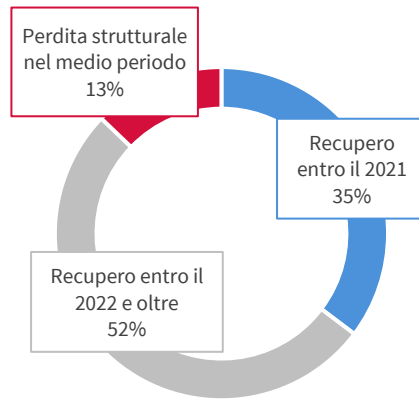 Perdita strutturale
nel medio periodo
13%
Recupero
entro il 2021
35%
Recupero entro il
2022 e oltre
52%